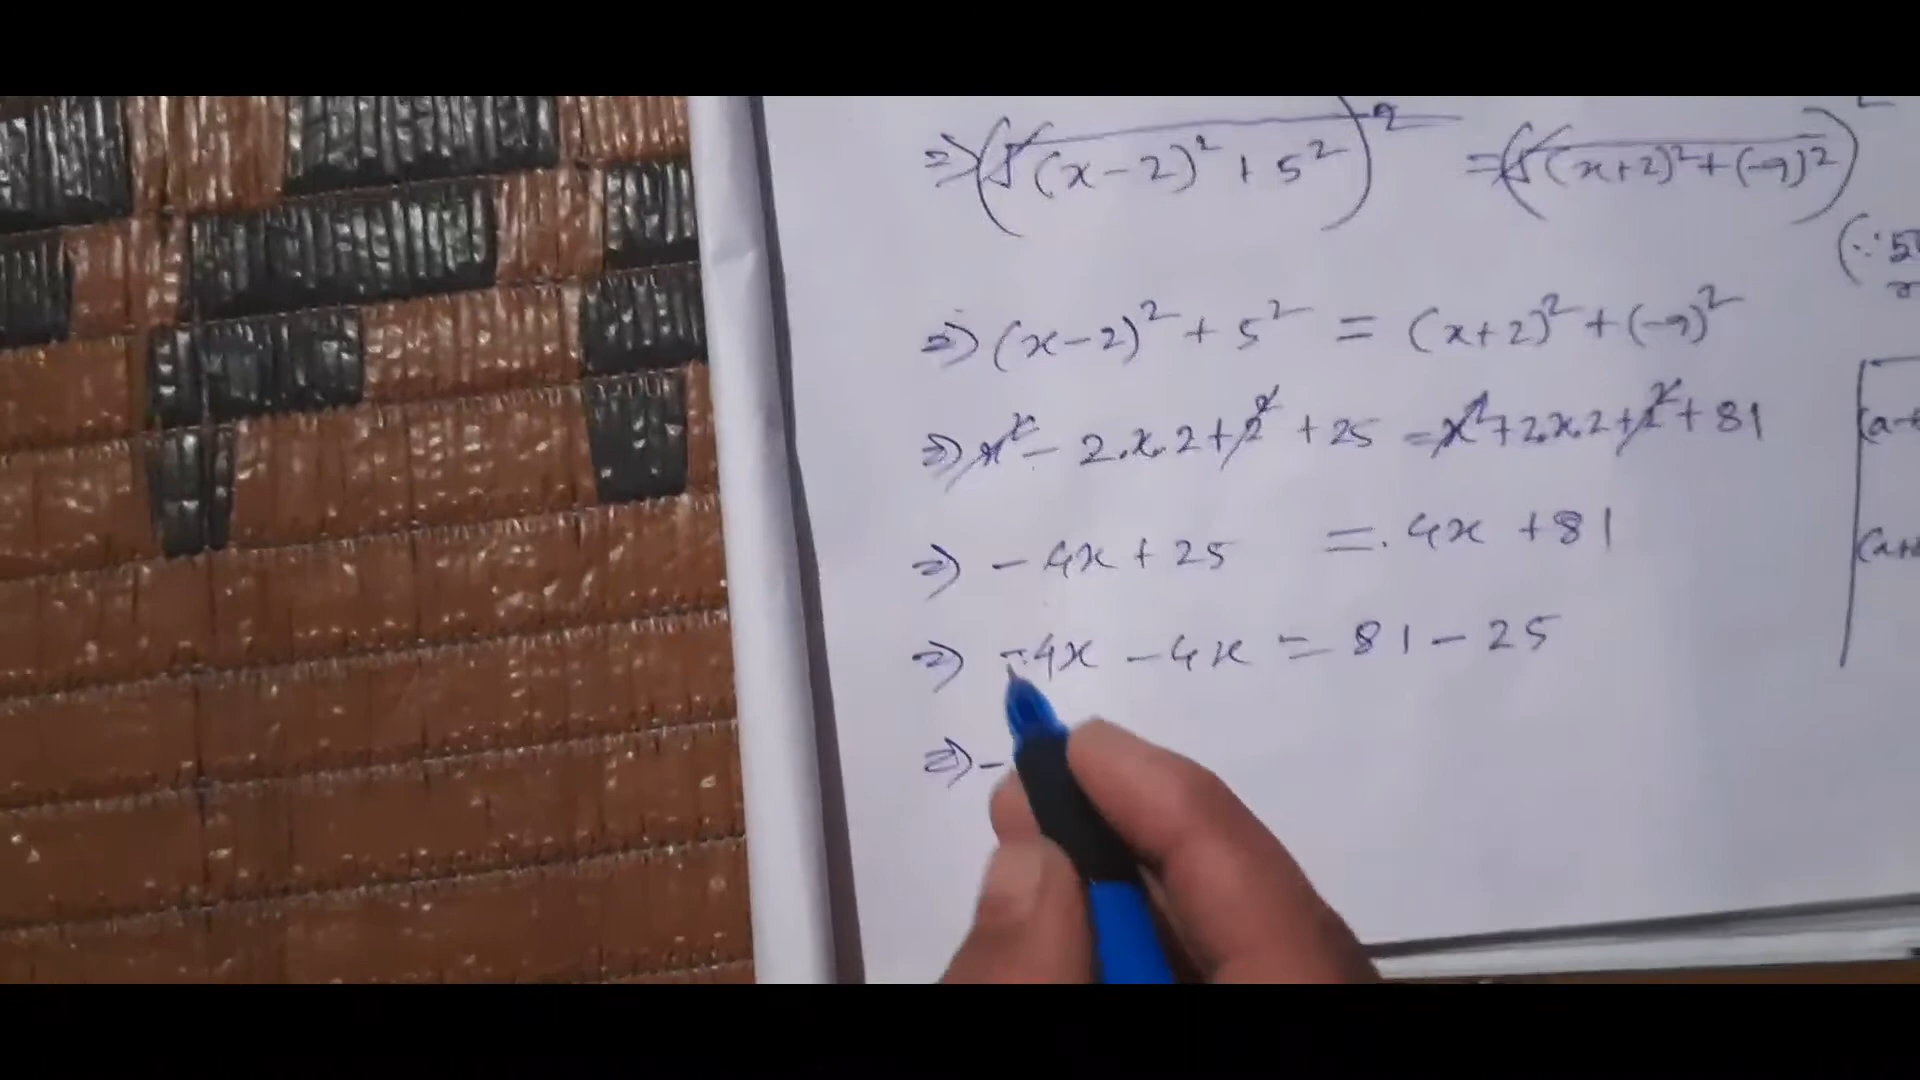 ⇒ (√(x-2)² + 5²)² = (√(x+2)² + (-9)²)²
(∵
⇒ (x-2)² + 5² = (x+2)² + (-9)²
⇒ x² - 2.x.2 + 2² + 25 = x² + 2.x.2 + 2² + 81
⇒ -4x + 25 = 4x + 81
⇒ -4x - 4x = 81 - 25
⇒ -